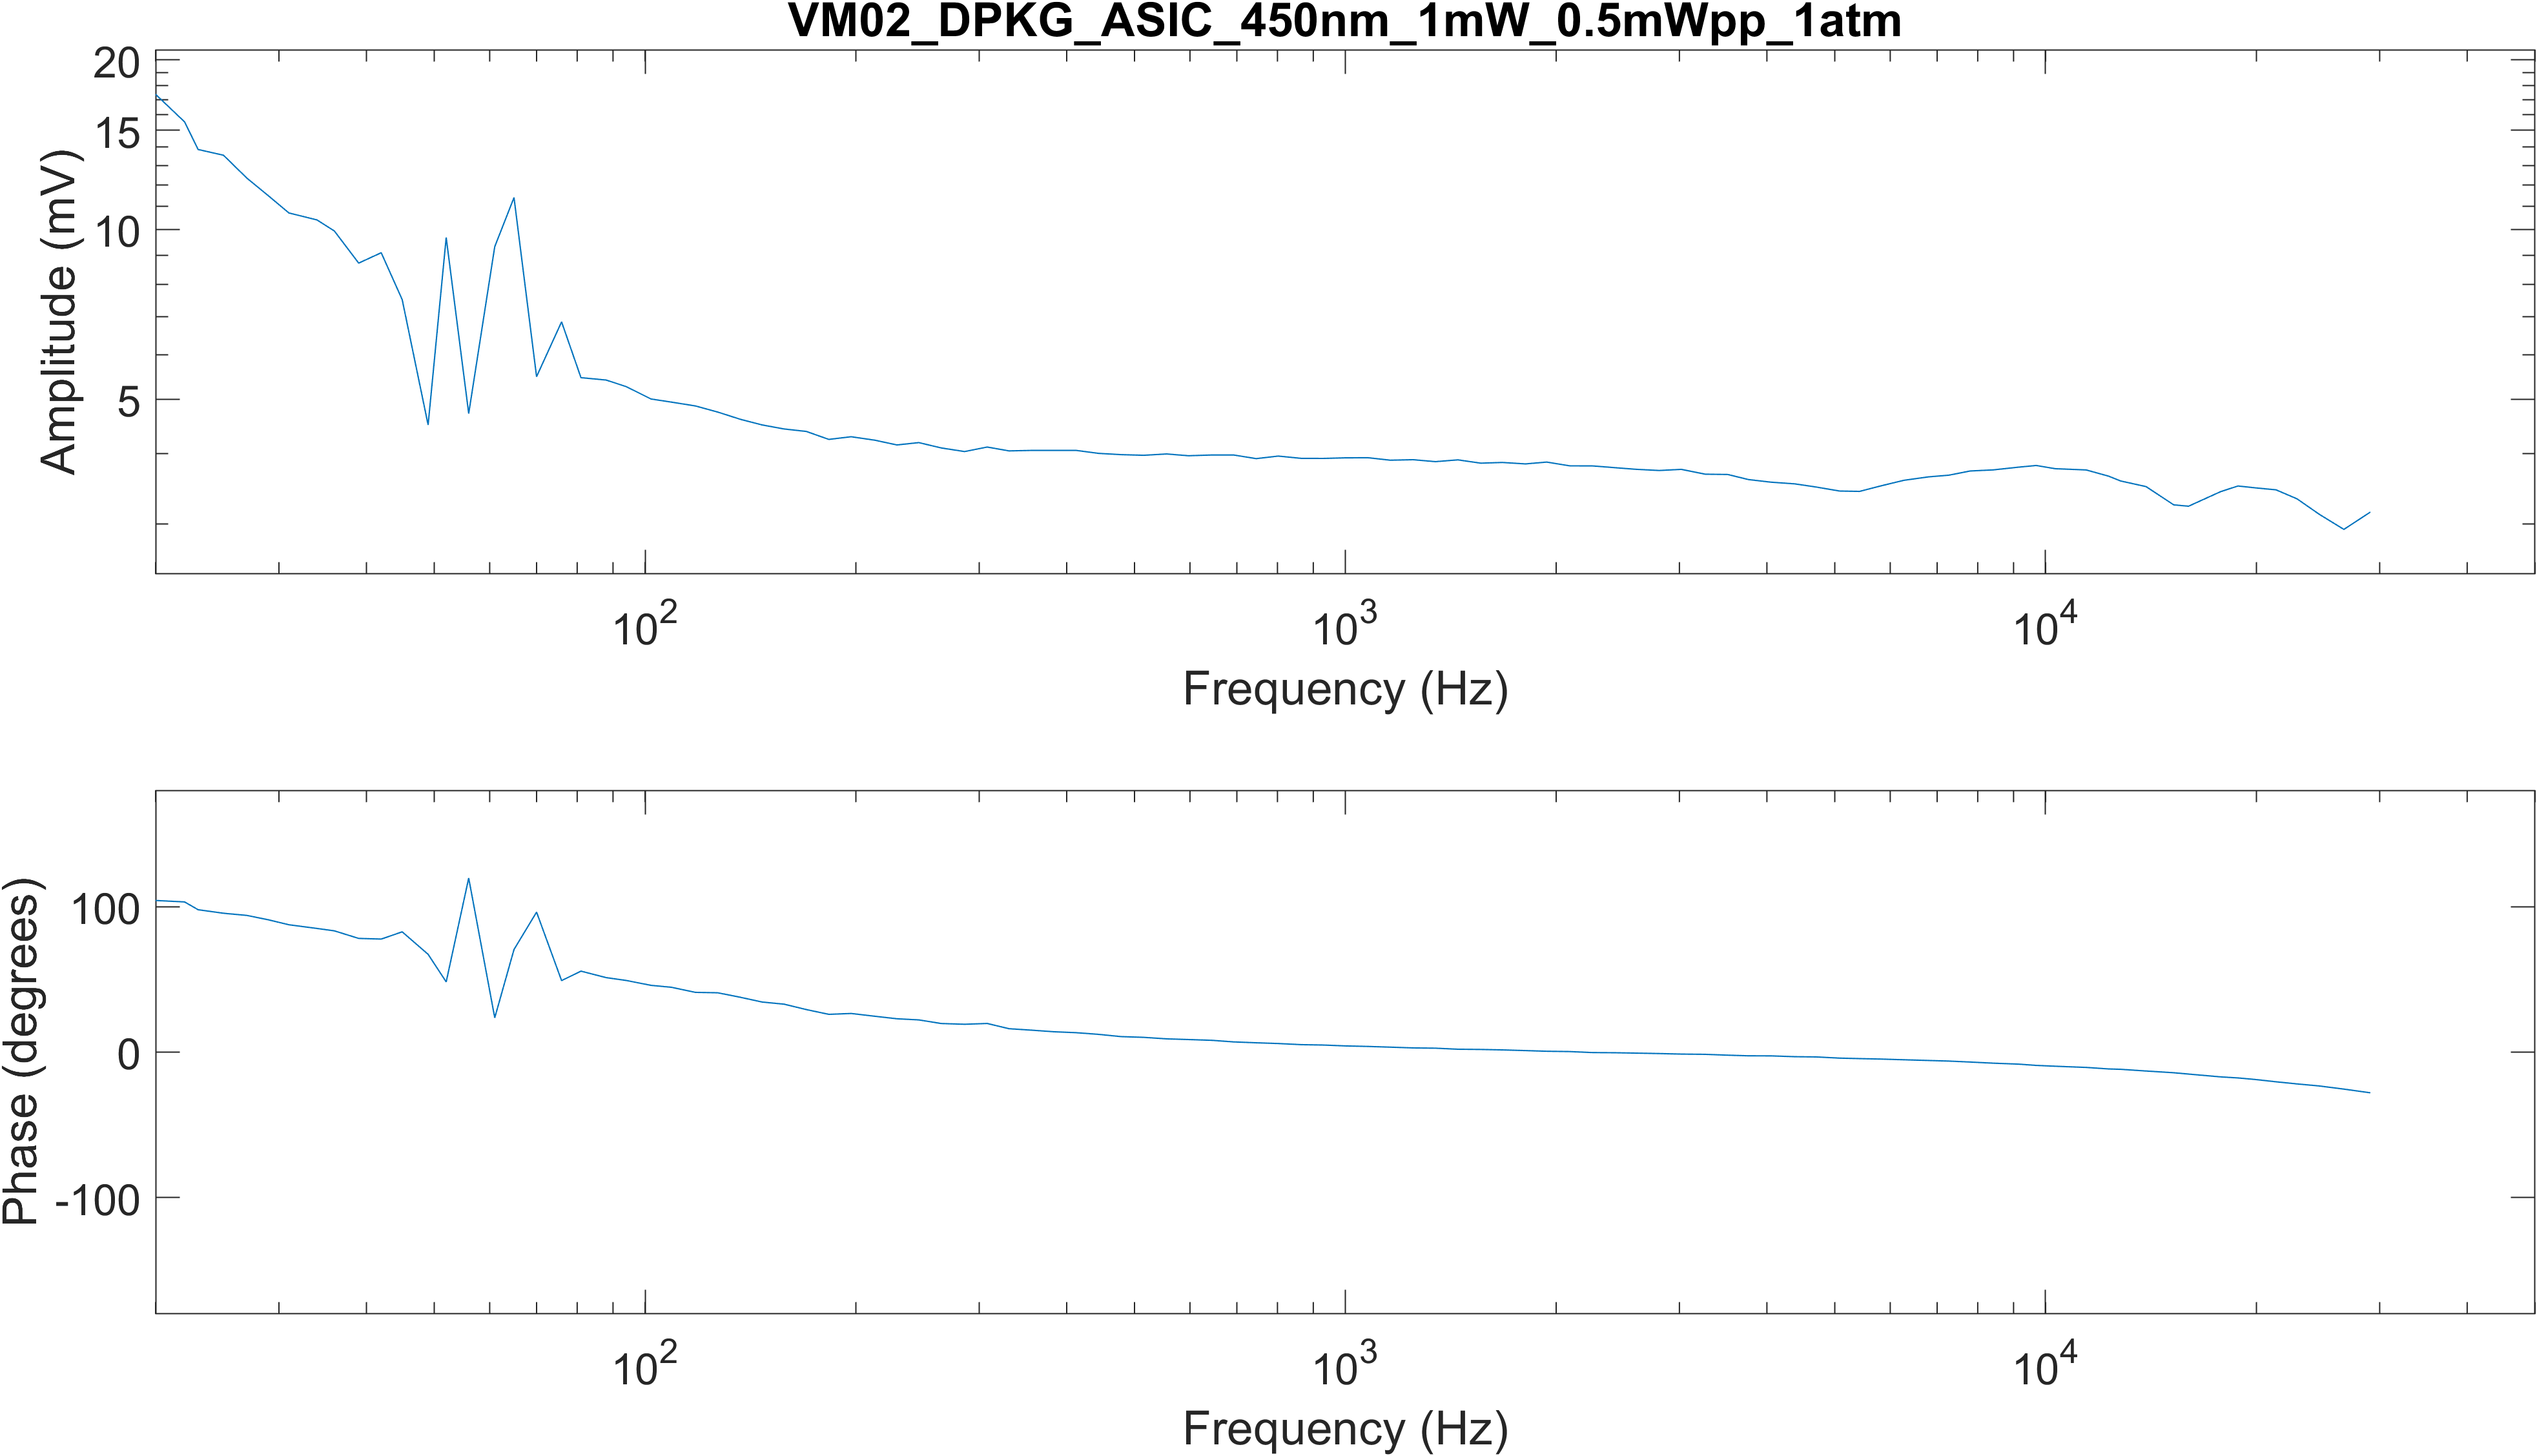 VM02_DPKG_ASIC_450nm_1mW_0.5mWpp_1atm
Amplitude (mV)
20
15
10
5
10^2
10^3
10^4
Frequency (Hz)
Phase (degrees)
100
0
-100
10^2
10^3
10^4
Frequency (Hz)